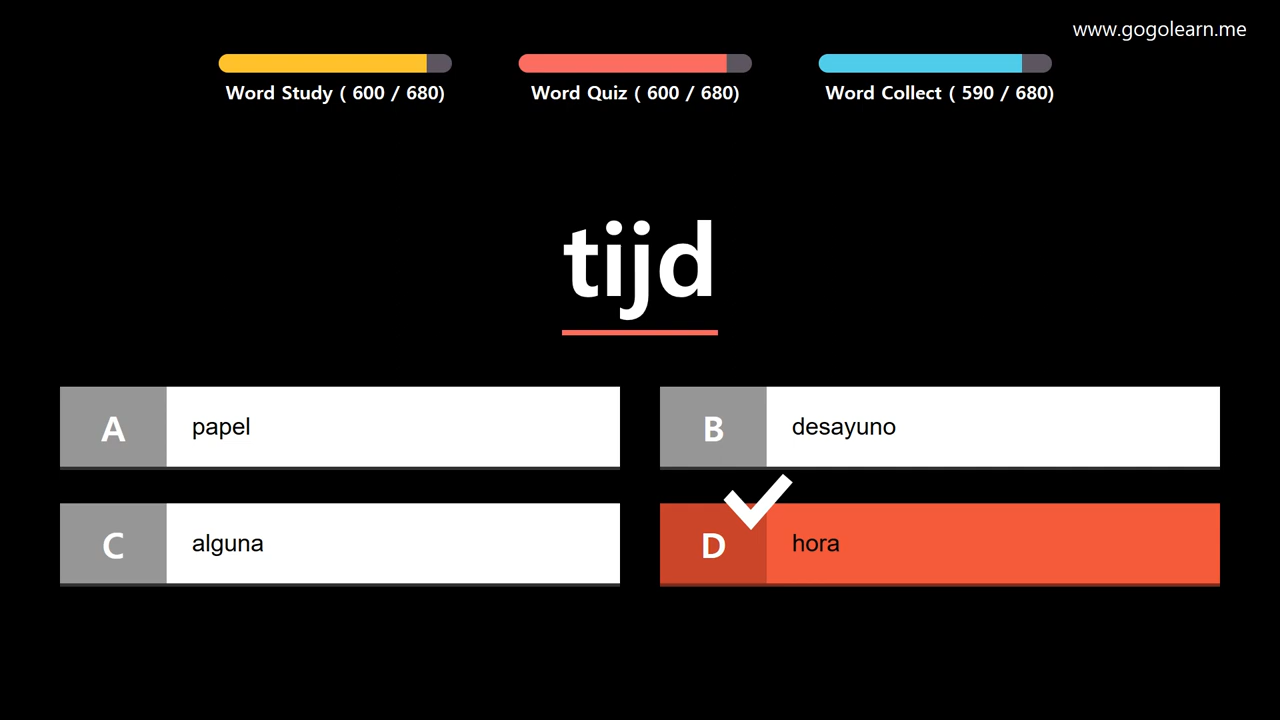 www.gogolearn.me
Word Study ( 600 / 680)
Word Quiz ( 600 / 680)
Word Collect ( 590 / 680)
tijd
A papel
B desayuno
C alguna
D hora